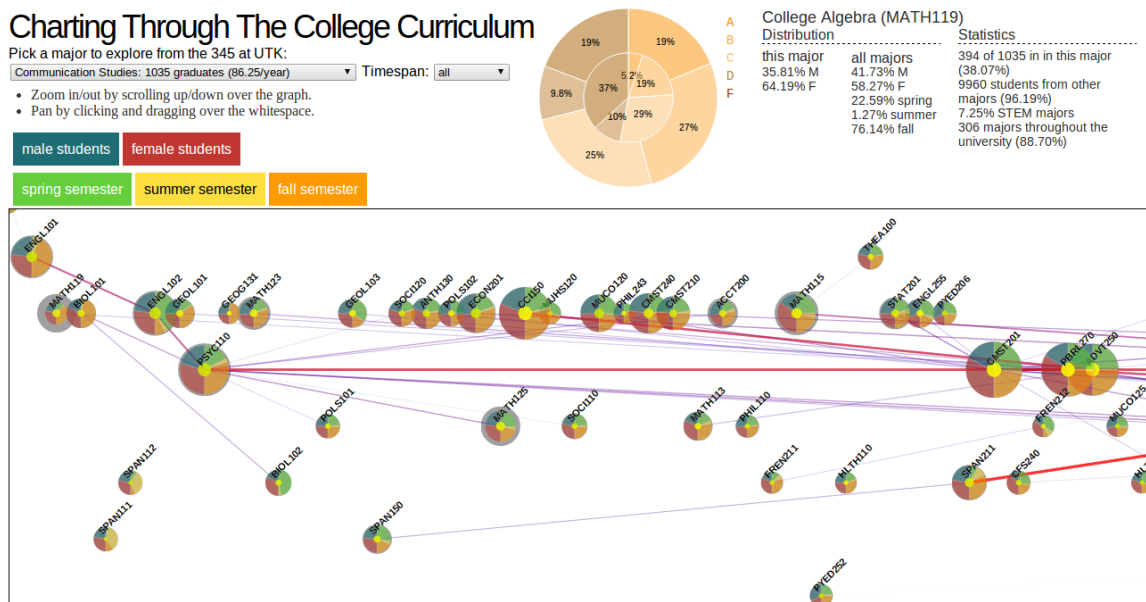 Charting Through The College Curriculum
Pick a major to explore from the 345 at UTK:
Communication Studies: 1035 graduates (86.25/year)
Timespan: all
Zoom in/out by scrolling up/down over the graph.
Pan by clicking and dragging over the whitespace.
male students
female students
spring semester
summer semester
fall semester
19%
19%
5.2%
19%
37%
9.8%
10%
29%
27%
25%
A
B
C
D
F
College Algebra (MATH119)
Distribution
this major
35.81% M
64.19% F
all majors
41.73% M
58.27% F
22.59% spring
1.27% summer
76.14% fall
Statistics
394 of 1035 in in this major
(38.07%)
9960 students from other
majors (96.19%)
7.25% STEM majors
306 majors throughout the
university (88.70%)
ENGL101
THEA100
MATH119
BIOL101
ENGL102
GEOL101
GEOG131
MATH123
GEOL103
SOCI120
ANTH130
POLS102
ECON201
CCI150
MUHS120
MUCO120
PHIL243
CMST240
CMST210
ACCT200
MATH115
STAT201
ENGL255
PYED206
PSYC110
CMST201
PBRL270
ADVT250
POLS101
MATH125
SOCI110
MATH113
PHIL110
FREN212
MUCO125
SPAN112
BIOL102
FREN211
HLTH110
SPAN211
CFS240
SPAN111
SPAN150
PYED252